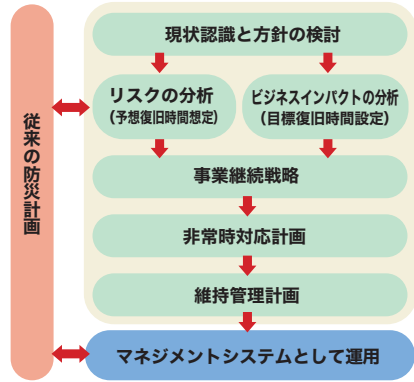 従来の防災計画
現状認識と方針の検討
リスクの分析
(予想復旧時間想定)
ビジネスインパクトの分析
(目標復旧時間設定)
事業継続戦略
非常時対応計画
維持管理計画
マネジメントシステムとして運用